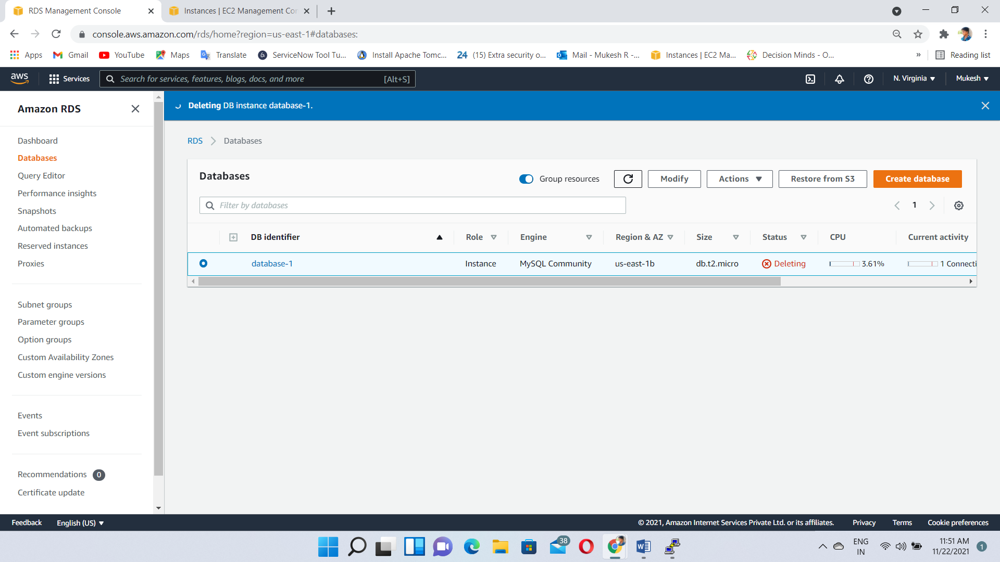 RDS Management Console
Instances | EC2 Management Con
console.aws.amazon.com/rds/home?region=us-east-1#databases:
Apps Gmail YouTube Maps Translate ServiceNow Tool Tu... Install Apache Tomc... 24 (15) Extra security o... Mail - Mukesh R -... Instances | EC2 Ma... Decision Minds - O... » Reading list
aws Services Search for services, features, blogs, docs, and more [Alt+S] N. Virginia Mukesh
Amazon RDS
Dashboard
Databases
Query Editor
Performance insights
Snapshots
Automated backups
Reserved instances
Proxies
Subnet groups
Parameter groups
Option groups
Custom Availability Zones
Custom engine versions
Events
Event subscriptions
Recommendations 0
Certificate update
Deleting DB instance database-1.
RDS Databases
Databases Group resources Modify Actions Restore from S3 Create database
Filter by databases 1
DB identifier Role Engine Region & AZ Size Status CPU Current activity
database-1 Instance MySQL Community us-east-1b db.t2.micro Deleting 3.61% 1 Connecti
Feedback English (US) © 2021, Amazon Internet Services Private Ltd. or its affiliates. Privacy Terms Cookie preferences
38
ENG
IN
11:51 AM
11/22/2021
1